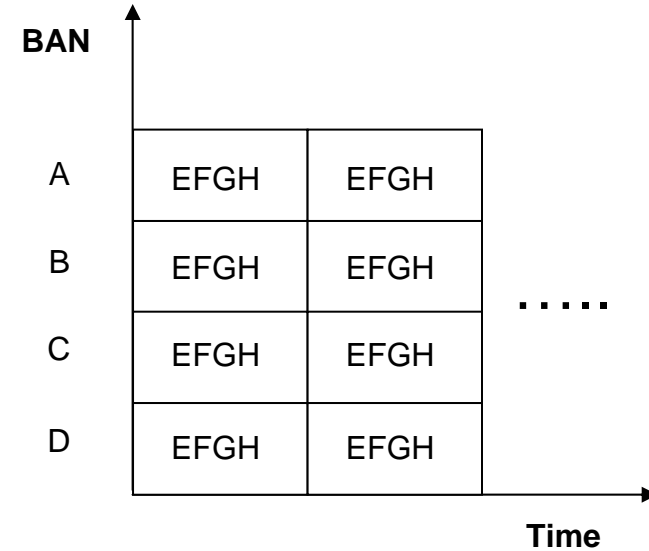 BAN
A EFGH EFGH
B EFGH EFGH
C EFGH EFGH
.....
D EFGH EFGH
Time